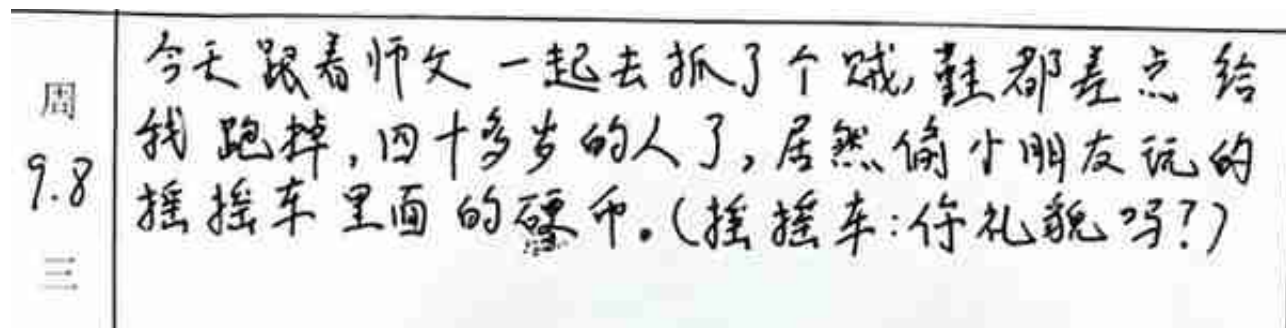 周
9.8
三
今天跟着师父一起去抓了个贼,鞋都差点给
我跑掉,四十多岁的人了,居然偷小朋友玩的
摇摇车里面的硬币。(摇摇车:你礼貌吗?)